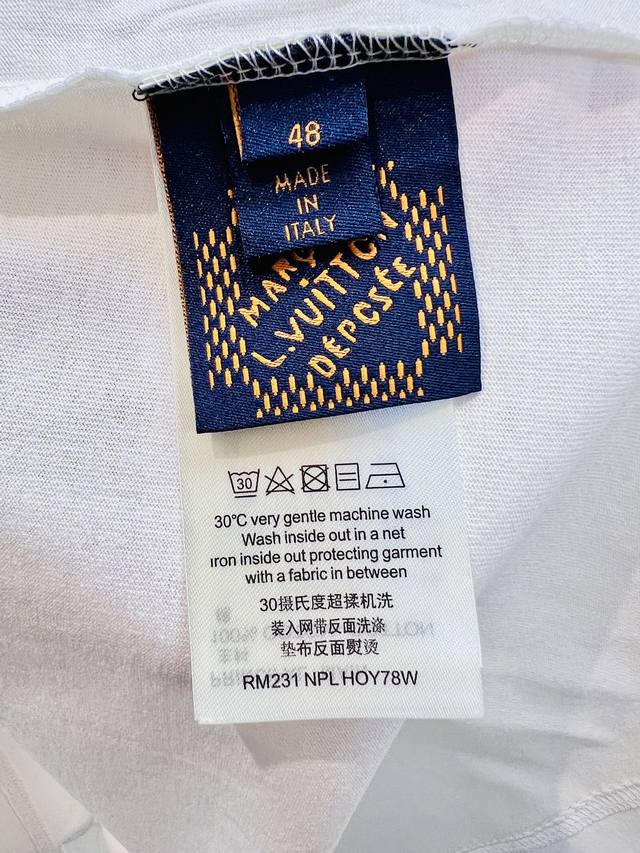 48
MADE
IN
ITALY
L.VUITTON
DÉPCSÉE
30
30°C very gentle machine wash
Wash inside out in a net
Iron inside out protecting garment
with a fabric in between
30摄氏度超揉机洗
装入网带反面洗涤
垫布反面熨烫
RM231 NPL HOY78W